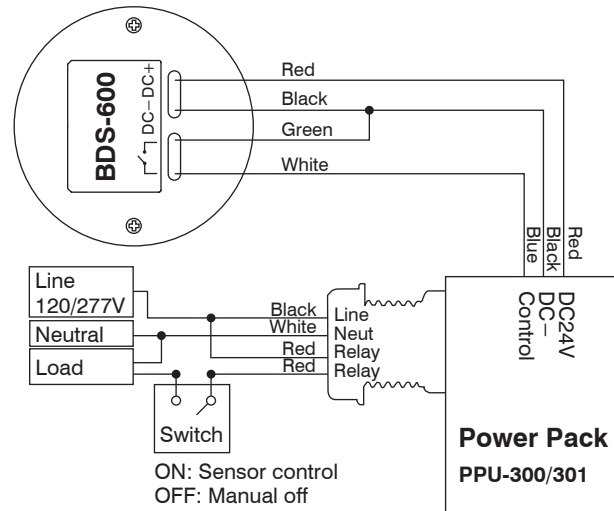 BDS-600
DC- DC+
Red
Black
Green
White
Blue
Black
Red
DC24V
DC-
Control
Line
120/277V
Neutral
Load
Black
White
Red
Red
Line
Neut
Relay
Relay
Switch
ON: Sensor control
OFF: Manual off
Power Pack
PPU-300/301